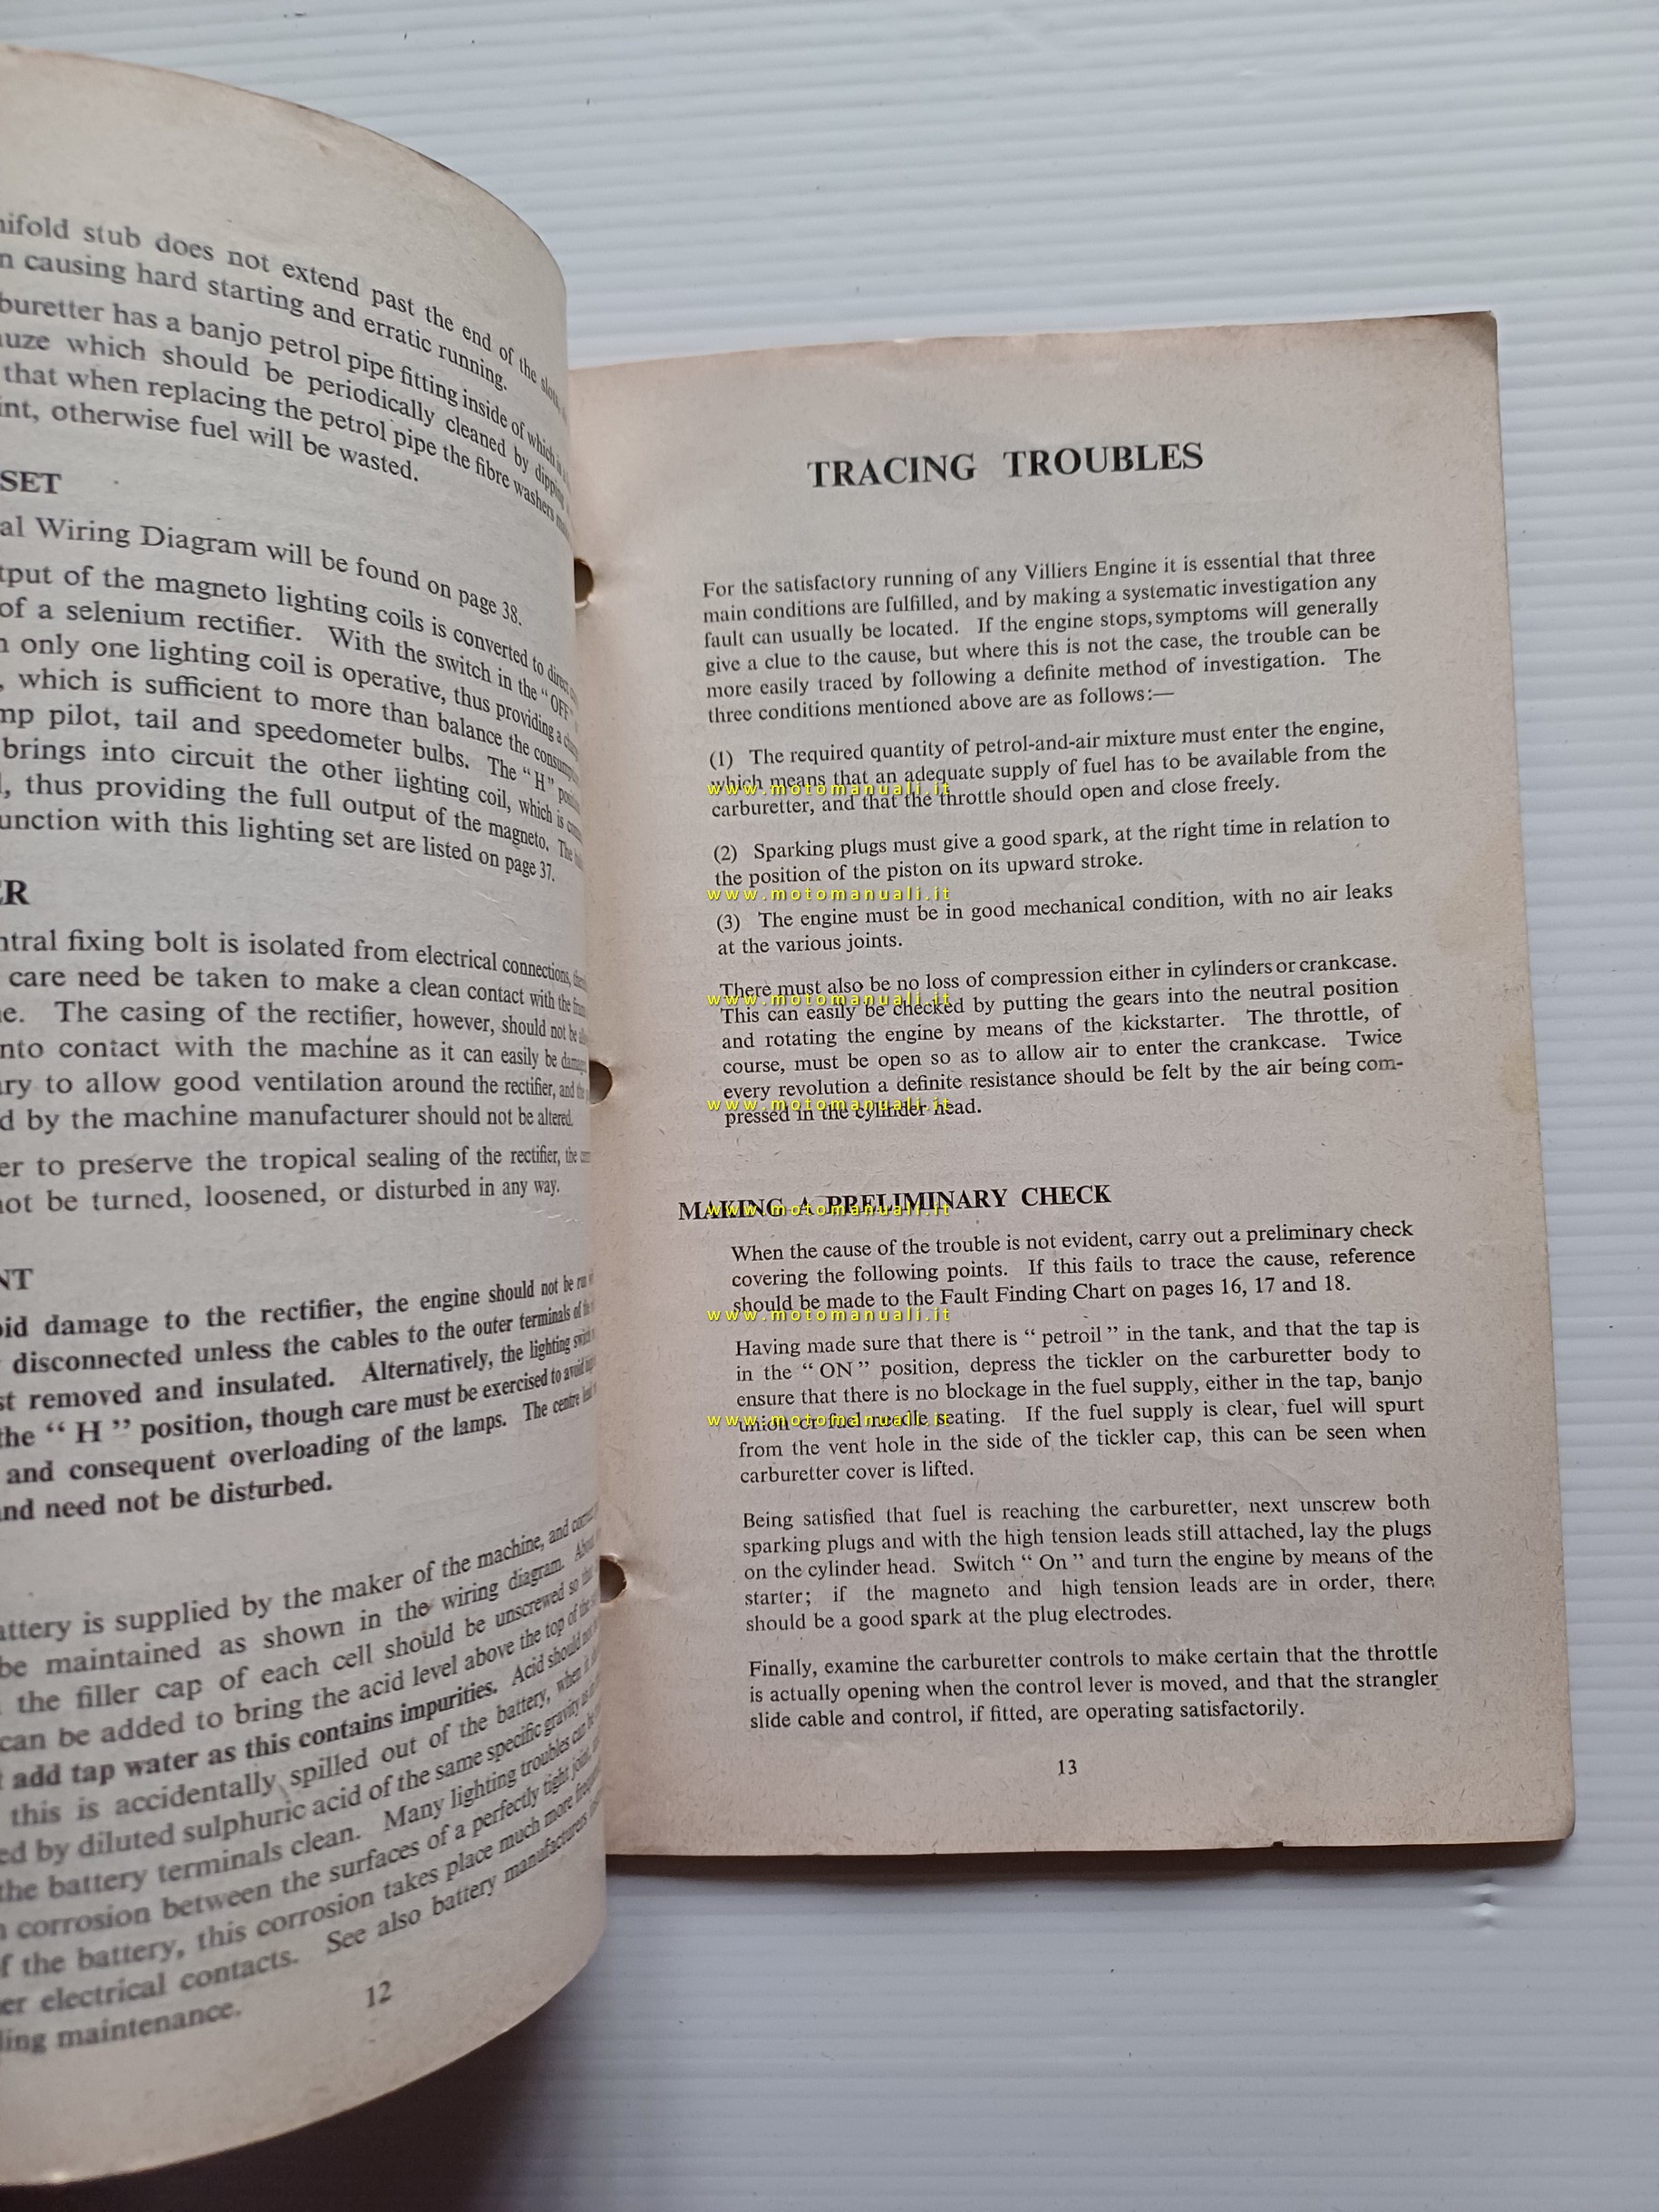 nifold stub does not extend past the end of the slots,
n causing hard starting and erratic running.
buretter has a banjo petrol pipe fitting inside of which is a
auze which should be periodically cleaned by dipping
that when replacing the petrol pipe the fibre washers
int, otherwise fuel will be wasted.
SET
al Wiring Diagram will be found on page 38.
tput of the magneto lighting coils is converted to direct
of a selenium rectifier. With the switch in the “OFF”
n only one lighting coil is operative, thus providing a
, which is sufficient to more than balance the
mp pilot, tail and speedometer bulbs. The “H”
brings into circuit the other lighting coil, which is
l, thus providing the full output of the magneto. The
unction with this lighting set are listed on page 37.
ER
ntral fixing bolt is isolated from electrical connections,
care need be taken to make a clean contact with the
e. The casing of the rectifier, however, should not be
nto contact with the machine as it can easily be
ary to allow good ventilation around the rectifier, and the
d by the machine manufacturer should not be altered.
er to preserve the tropical sealing of the rectifier, the
not be turned, loosened, or disturbed in any way.
NT
oid damage to the rectifier, the engine should not be run
disconnected unless the cables to the outer terminals of the
st removed and insulated. Alternatively, the lighting switch
the “ H ” position, though care must be exercised to avoid
and consequent overloading of the lamps. The centre lead
and need not be disturbed.
attery is supplied by the maker of the machine, and
be maintained as shown in the wiring diagram. About
the filler cap of each cell should be unscrewed so
can be added to bring the acid level above the top of the
t add tap water as this contains impurities. Acid should not
this is accidentally spilled out of the battery, when it
ed by diluted sulphuric acid of the same specific gravity
the battery terminals clean. Many lighting troubles can be
n corrosion between the surfaces of a perfectly tight joint,
f the battery, this corrosion takes place much more
er electrical contacts. See also battery manufacturers
ding maintenance.
12
TRACING TROUBLES
For the satisfactory running of any Villiers Engine it is essential that three
main conditions are fulfilled, and by making a systematic investigation any
fault can usually be located. If the engine stops, symptoms will generally
give a clue to the cause, but where this is not the case, the trouble can be
more easily traced by following a definite method of investigation. The
three conditions mentioned above are as follows:—
(1) The required quantity of petrol-and-air mixture must enter the engine,
which means that an adequate supply of fuel has to be available from the
www.motomanuali.it
carburetter, and that the throttle should open and close freely.
(2) Sparking plugs must give a good spark, at the right time in relation to
the position of the piston on its upward stroke.
www.motomanuali.it
(3) The engine must be in good mechanical condition, with no air leaks
at the various joints.
There must also be no loss of compression either in cylinders or crankcase.
www.motomanuali.it
This can easily be checked by putting the gears into the neutral position
and rotating the engine by means of the kickstarter. The throttle, of
course, must be open so as to allow air to enter the crankcase. Twice
every revolution a definite resistance should be felt by the air being com-
www.motomanuali.it
pressed in the cylinder head.
MAKING A PRELIMINARY CHECK
www.motomanuali.it
When the cause of the trouble is not evident, carry out a preliminary check
covering the following points. If this fails to trace the cause, reference
should be made to the Fault Finding Chart on pages 16, 17 and 18.
www.motomanuali.it
Having made sure that there is “ petroil ” in the tank, and that the tap is
in the “ ON ” position, depress the tickler on the carburetter body to
ensure that there is no blockage in the fuel supply, either in the tap, banjo
union or fuel needle seating. If the fuel supply is clear, fuel will spurt
www.motomanuali.it
from the vent hole in the side of the tickler cap, this can be seen when
carburetter cover is lifted.
Being satisfied that fuel is reaching the carburetter, next unscrew both
sparking plugs and with the high tension leads still attached, lay the plugs
on the cylinder head. Switch “ On ” and turn the engine by means of the
starter; if the magneto and high tension leads are in order, there
should be a good spark at the plug electrodes.
Finally, examine the carburetter controls to make certain that the throttle
is actually opening when the control lever is moved, and that the strangler
slide cable and control, if fitted, are operating satisfactorily.
13